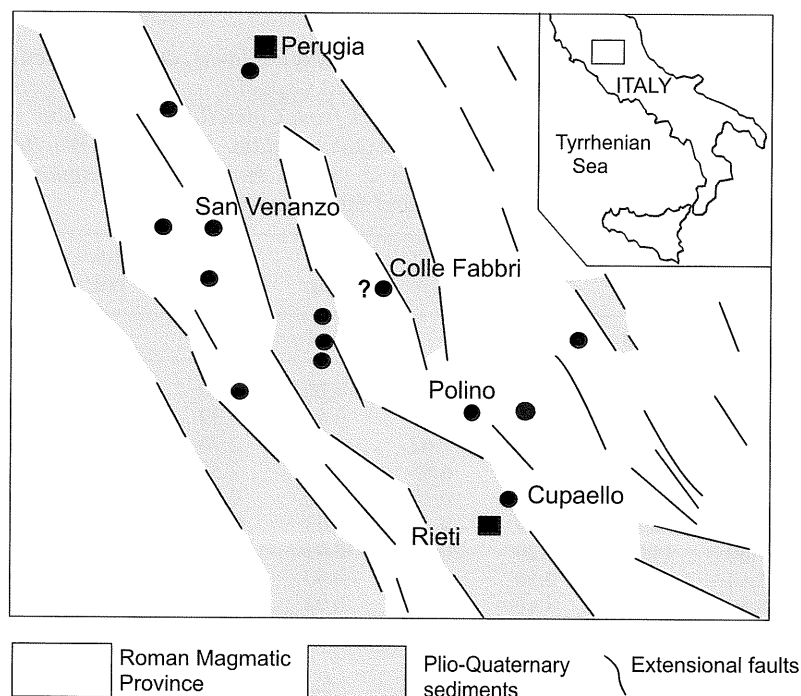 Perugia
ITALY
Tyrrhenian
Sea
San Venanzo
Colle Fabbri
?
Polino
Cupaello
Rieti
Roman Magmatic
Province
Plio-Quaternary
sediments
Extensional faults